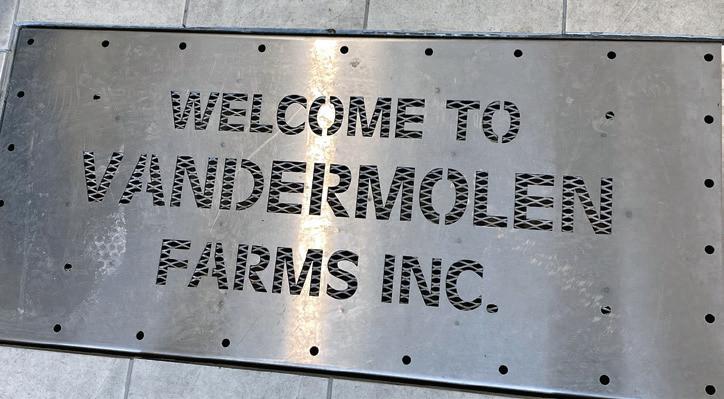 WELCOME TO
VANDERMOLEN
FARMS INC.